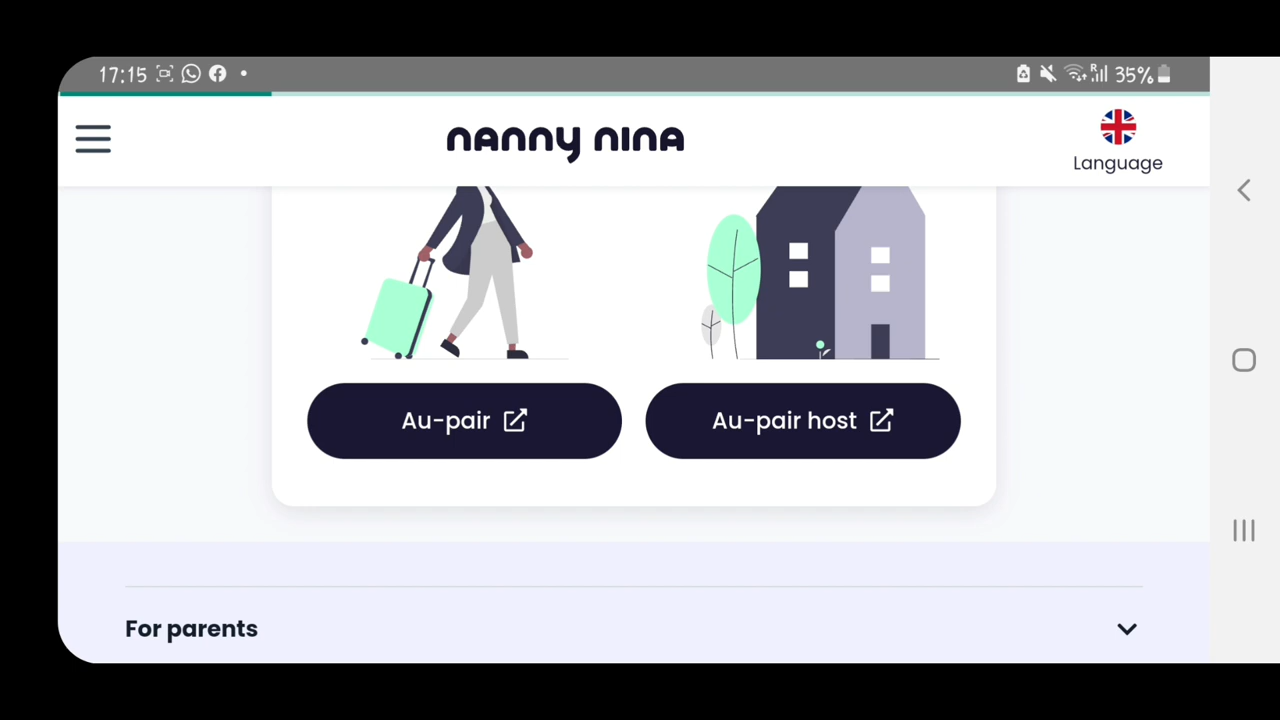 17:15
R 35%
nanny nina
Language
Au-pair
Au-pair host
For parents